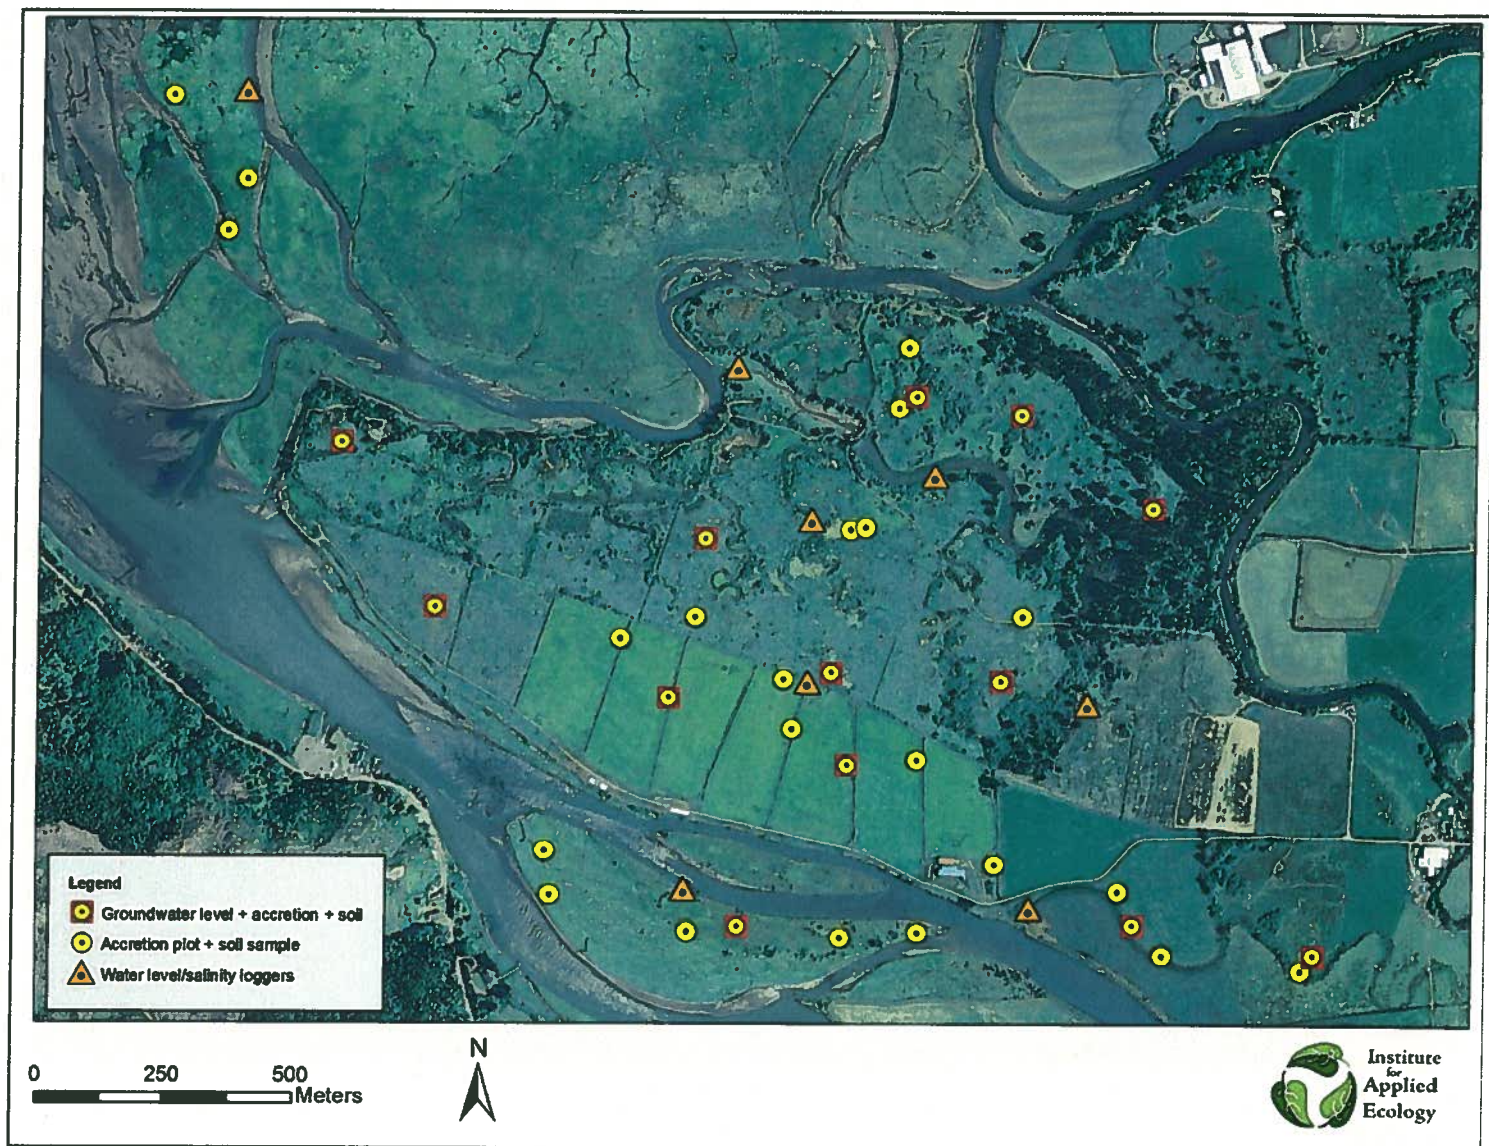 Legend
Groundwater level + accretion + soil
Accretion plot + soil sample
Water level/salinity loggers
0 250 500
Meters
N
Institute
for
Applied
Ecology